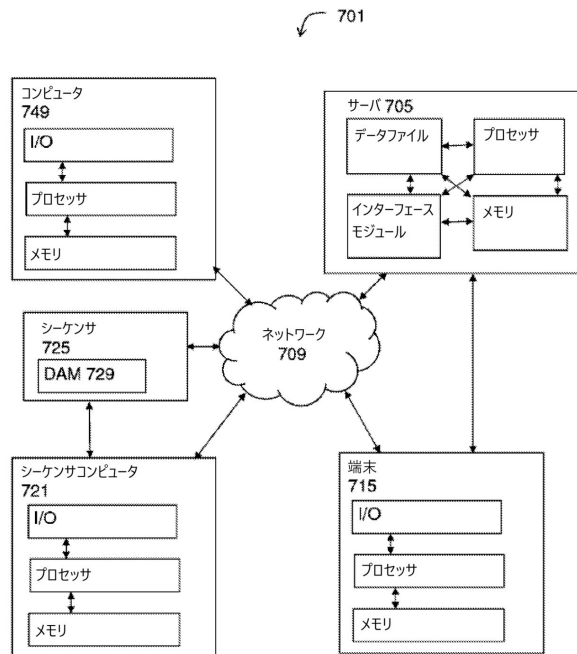 701
コンピュータ
749
I/O
プロセッサ
メモリ
サーバ 705
データファイル
プロセッサ
インターフェース
モジュール
メモリ
シーケンサ
725
DAM 729
ネットワーク
709
シーケンサコンピュータ
721
I/O
プロセッサ
メモリ
端末
715
I/O
プロセッサ
メモリ